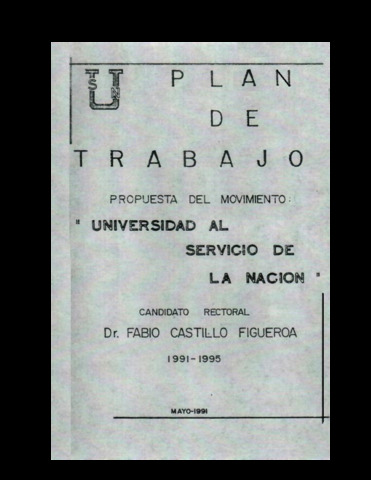 PLAN
DE
TRABAJO
PROPUESTA DEL MOVIMIENTO:
" UNIVERSIDAD AL
SERVICIO DE
LA NACION "
CANDIDATO RECTORAL
Dr. FABIO CASTILLO FIGUEROA
1991-1995
MAYO-1991